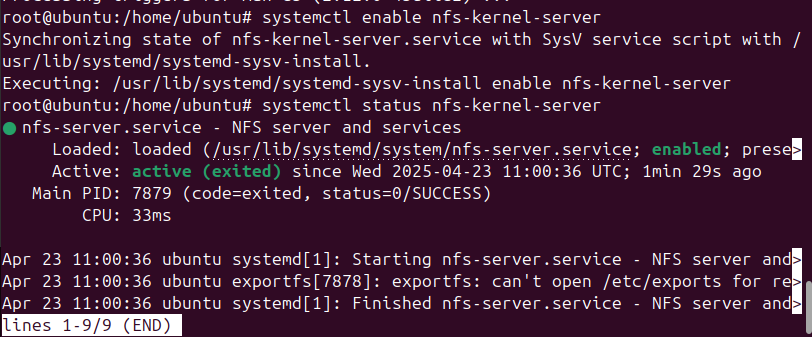 root@ubuntu:/home/ubuntu# systemctl enable nfs-kernel-server
Synchronizing state of nfs-kernel-server.service with SysV service script with /
usr/lib/systemd/systemd-sysv-install.
Executing: /usr/lib/systemd/systemd-sysv-install enable nfs-kernel-server
root@ubuntu:/home/ubuntu# systemctl status nfs-kernel-server
● nfs-server.service - NFS server and services
     Loaded: loaded (/usr/lib/systemd/system/nfs-server.service; enabled; prese>
     Active: active (exited) since Wed 2025-04-23 11:00:36 UTC; 1min 29s ago
   Main PID: 7879 (code=exited, status=0/SUCCESS)
        CPU: 33ms

Apr 23 11:00:36 ubuntu systemd[1]: Starting nfs-server.service - NFS server and>
Apr 23 11:00:36 ubuntu exportfs[7878]: exportfs: can't open /etc/exports for re>
Apr 23 11:00:36 ubuntu systemd[1]: Finished nfs-server.service - NFS server and>
lines 1-9/9 (END)